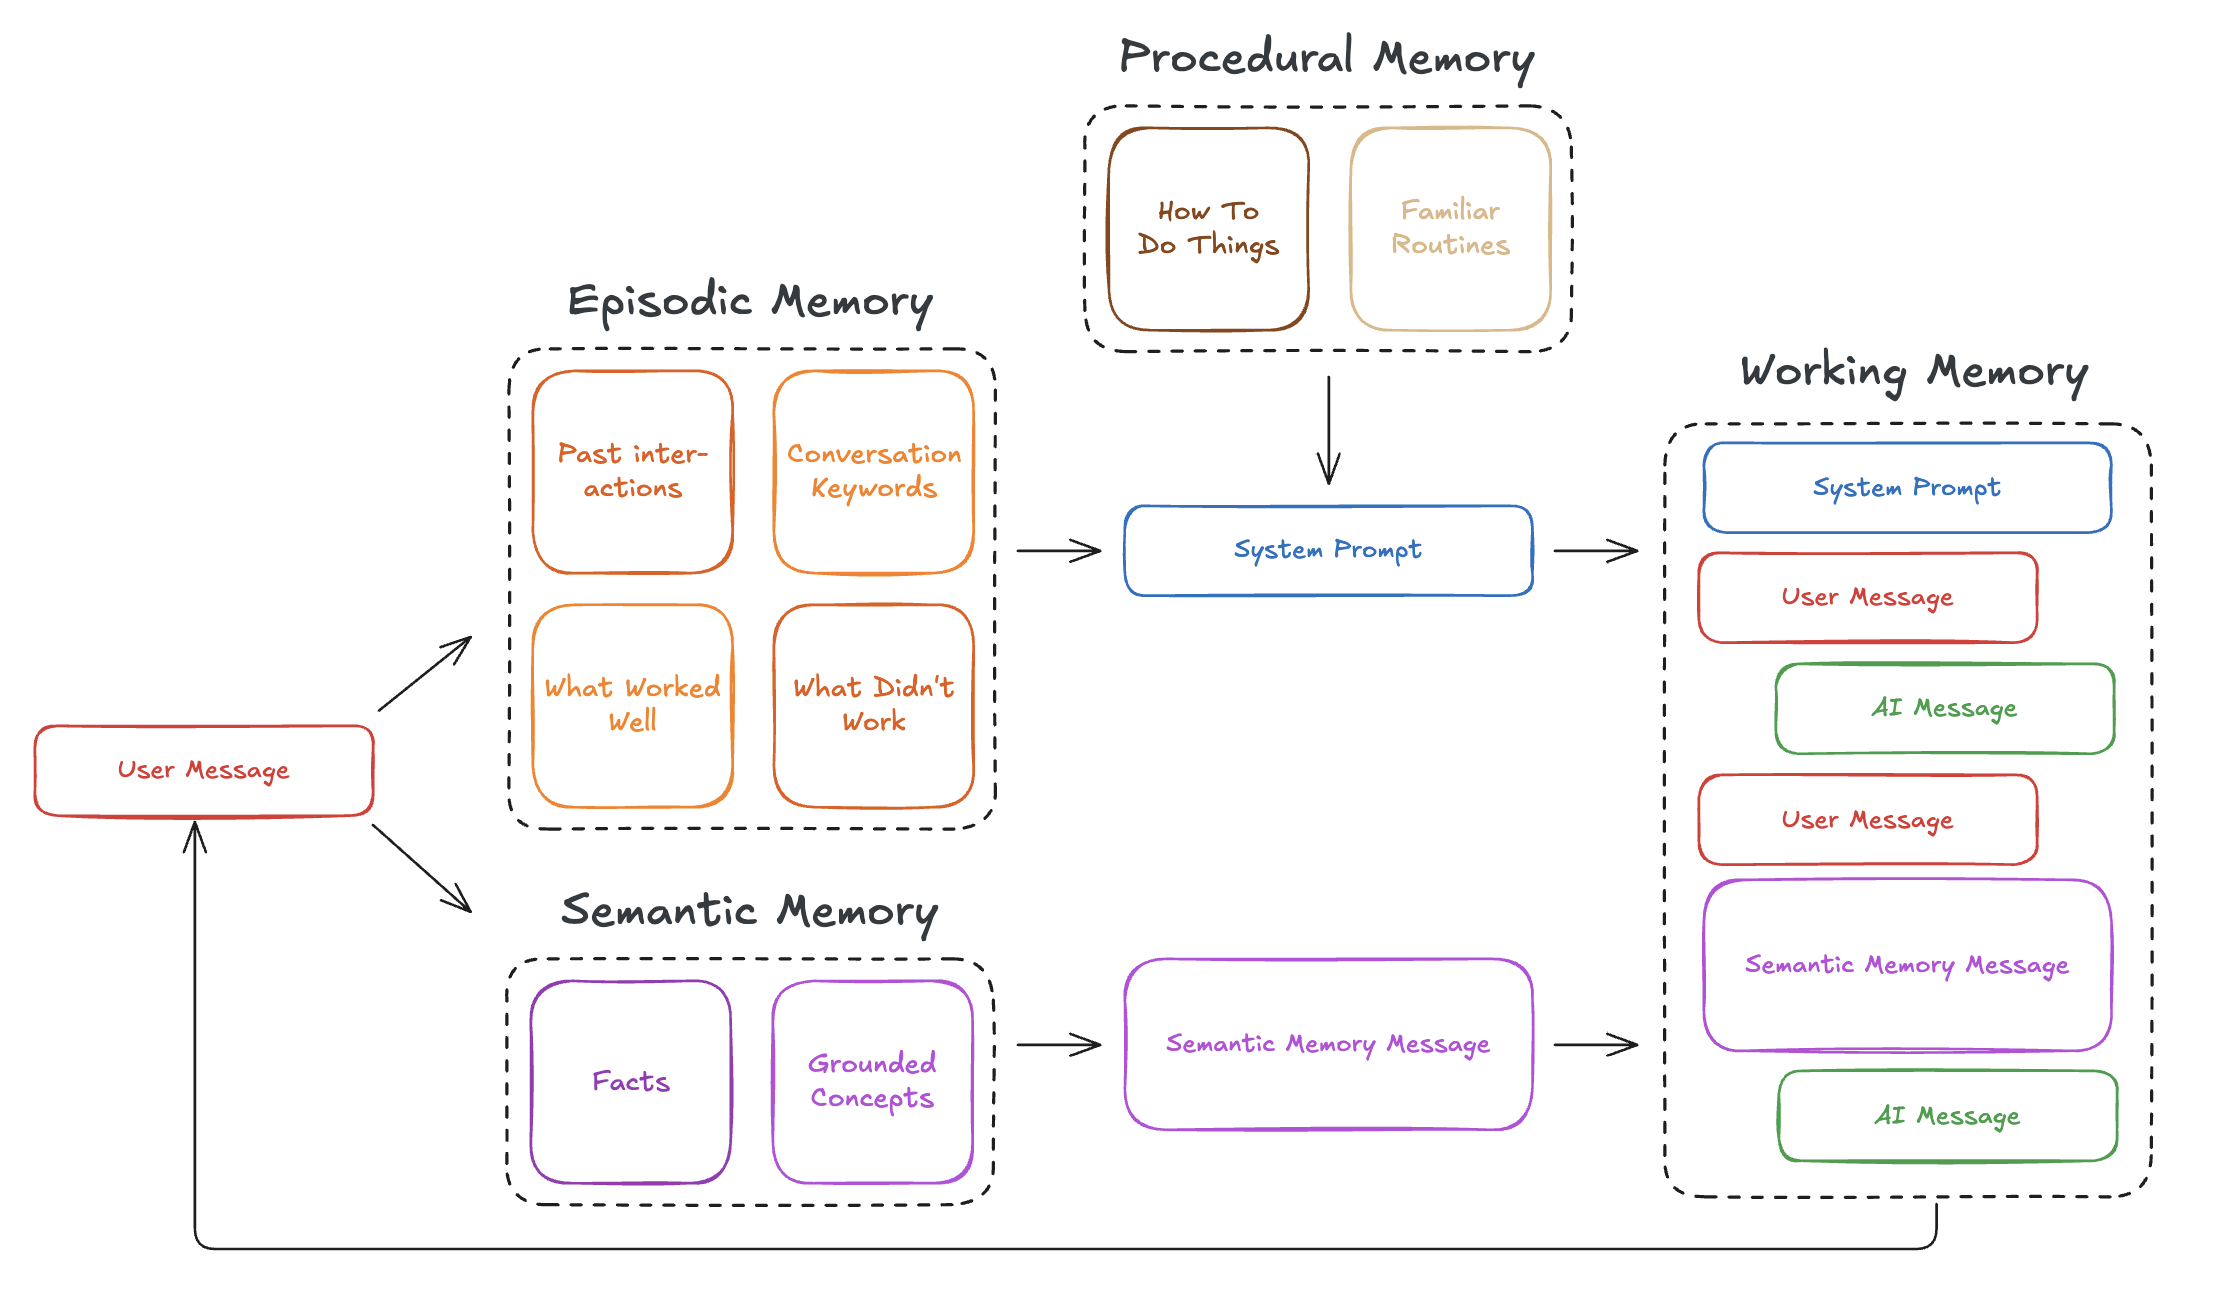 Procedural Memory
How To
Do Things
Familiar
Routines
Episodic Memory
Past inter-
actions
Conversation
Keywords
What Worked
Well
What Didn't
Work
System Prompt
User Message
Semantic Memory
Facts
Grounded
Concepts
Semantic Memory Message
Working Memory
System Prompt
User Message
AI Message
User Message
Semantic Memory Message
AI Message